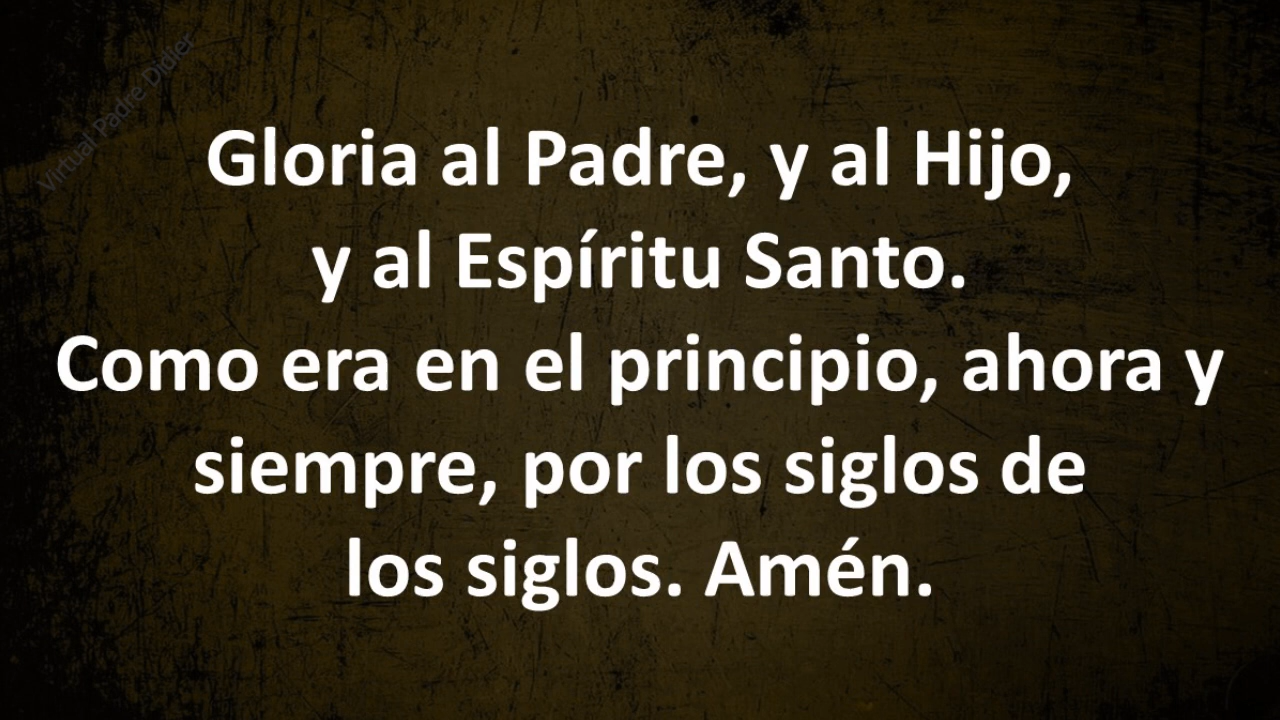 Virtual Padre Didier
Gloria al Padre, y al Hijo,
y al Espíritu Santo.
Como era en el principio, ahora y
siempre, por los siglos de
los siglos. Amén.